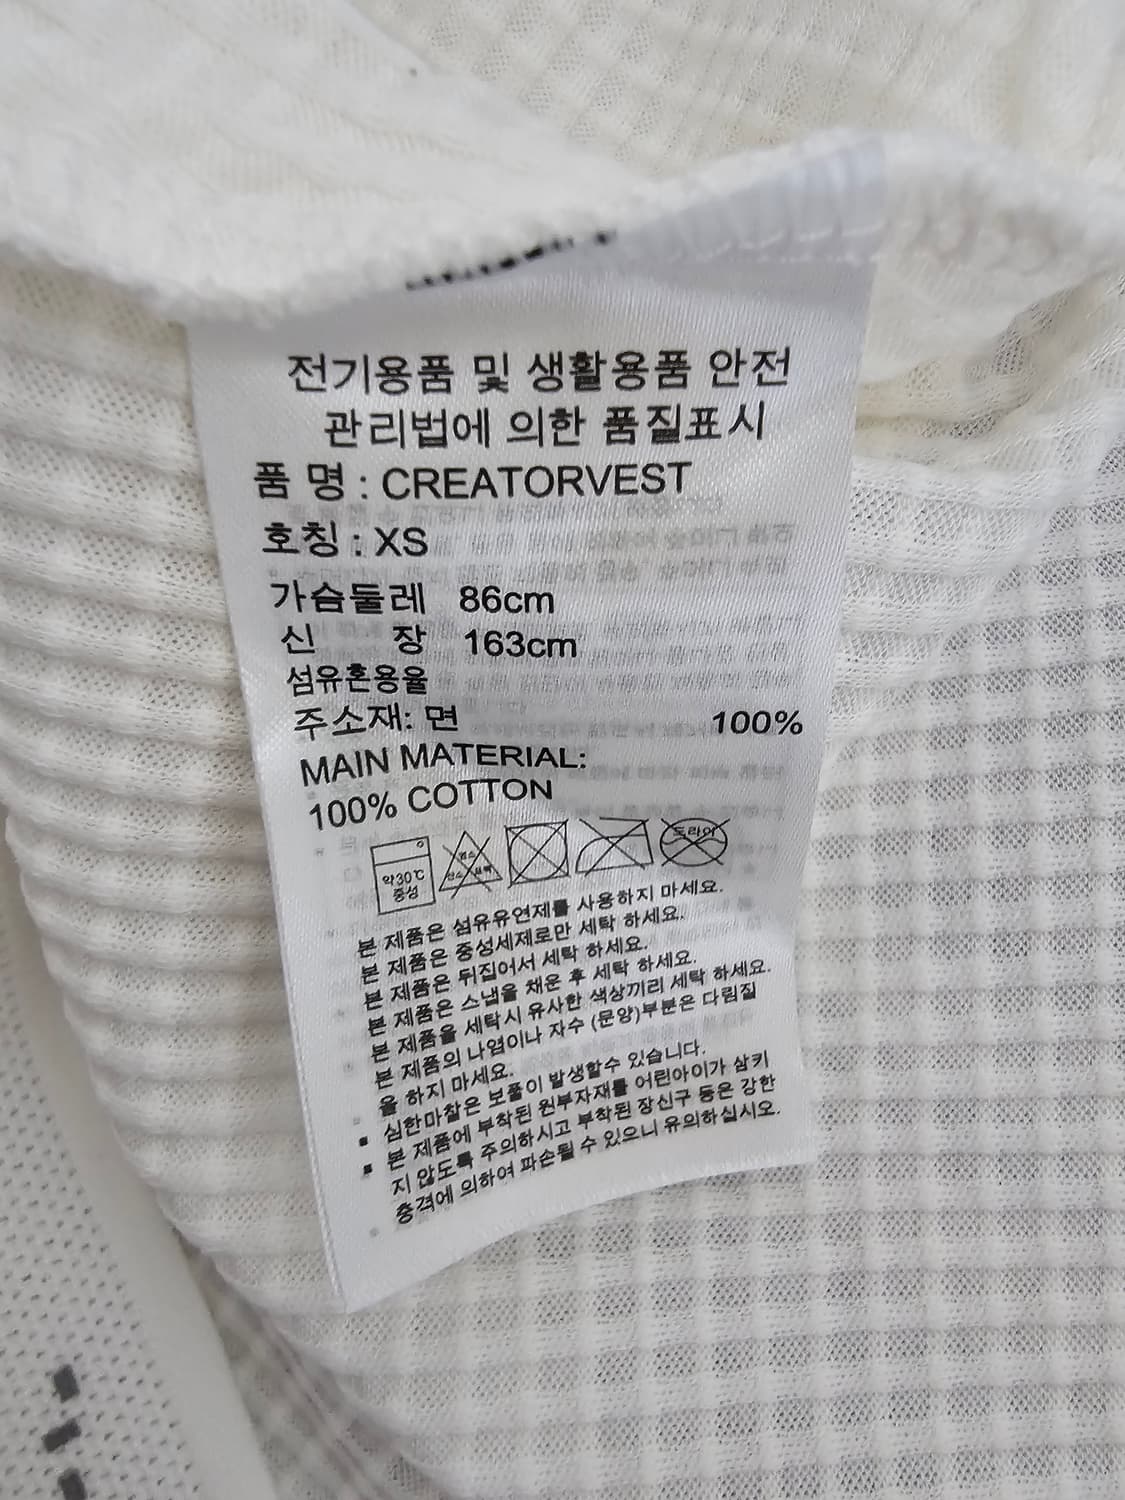 전기용품 및 생활용품 안전
관리법에 의한 품질표시
품 명 : CREATORVEST
호칭 : XS
가슴둘레 86cm
신 장 163cm
섬유혼용율
주소재: 면 100%
MAIN MATERIAL:
100% COTTON
약30℃
중성
염소
산소 표백
드라이
본 제품은 섬유유연제를 사용하지 마세요.
본 제품은 중성세제로만 세탁 하세요.
본 제품은 뒤집어서 세탁 하세요.
본 제품은 스냅을 채운 후 세탁 하세요.
본 제품을 세탁시 유사한 색상끼리 세탁 하세요.
본 제품의 나염이나 자수 (문양)부분은 다림질
을 하지 마세요.
심한마찰은 보풀이 발생할수 있습니다.
본 제품에 부착된 원부자재를 어린아이가 삼키
지 않도록 주의하시고 부착된 장신구 등은 강한
충격에 의하여 파손될 수 있으니 유의하십시오.